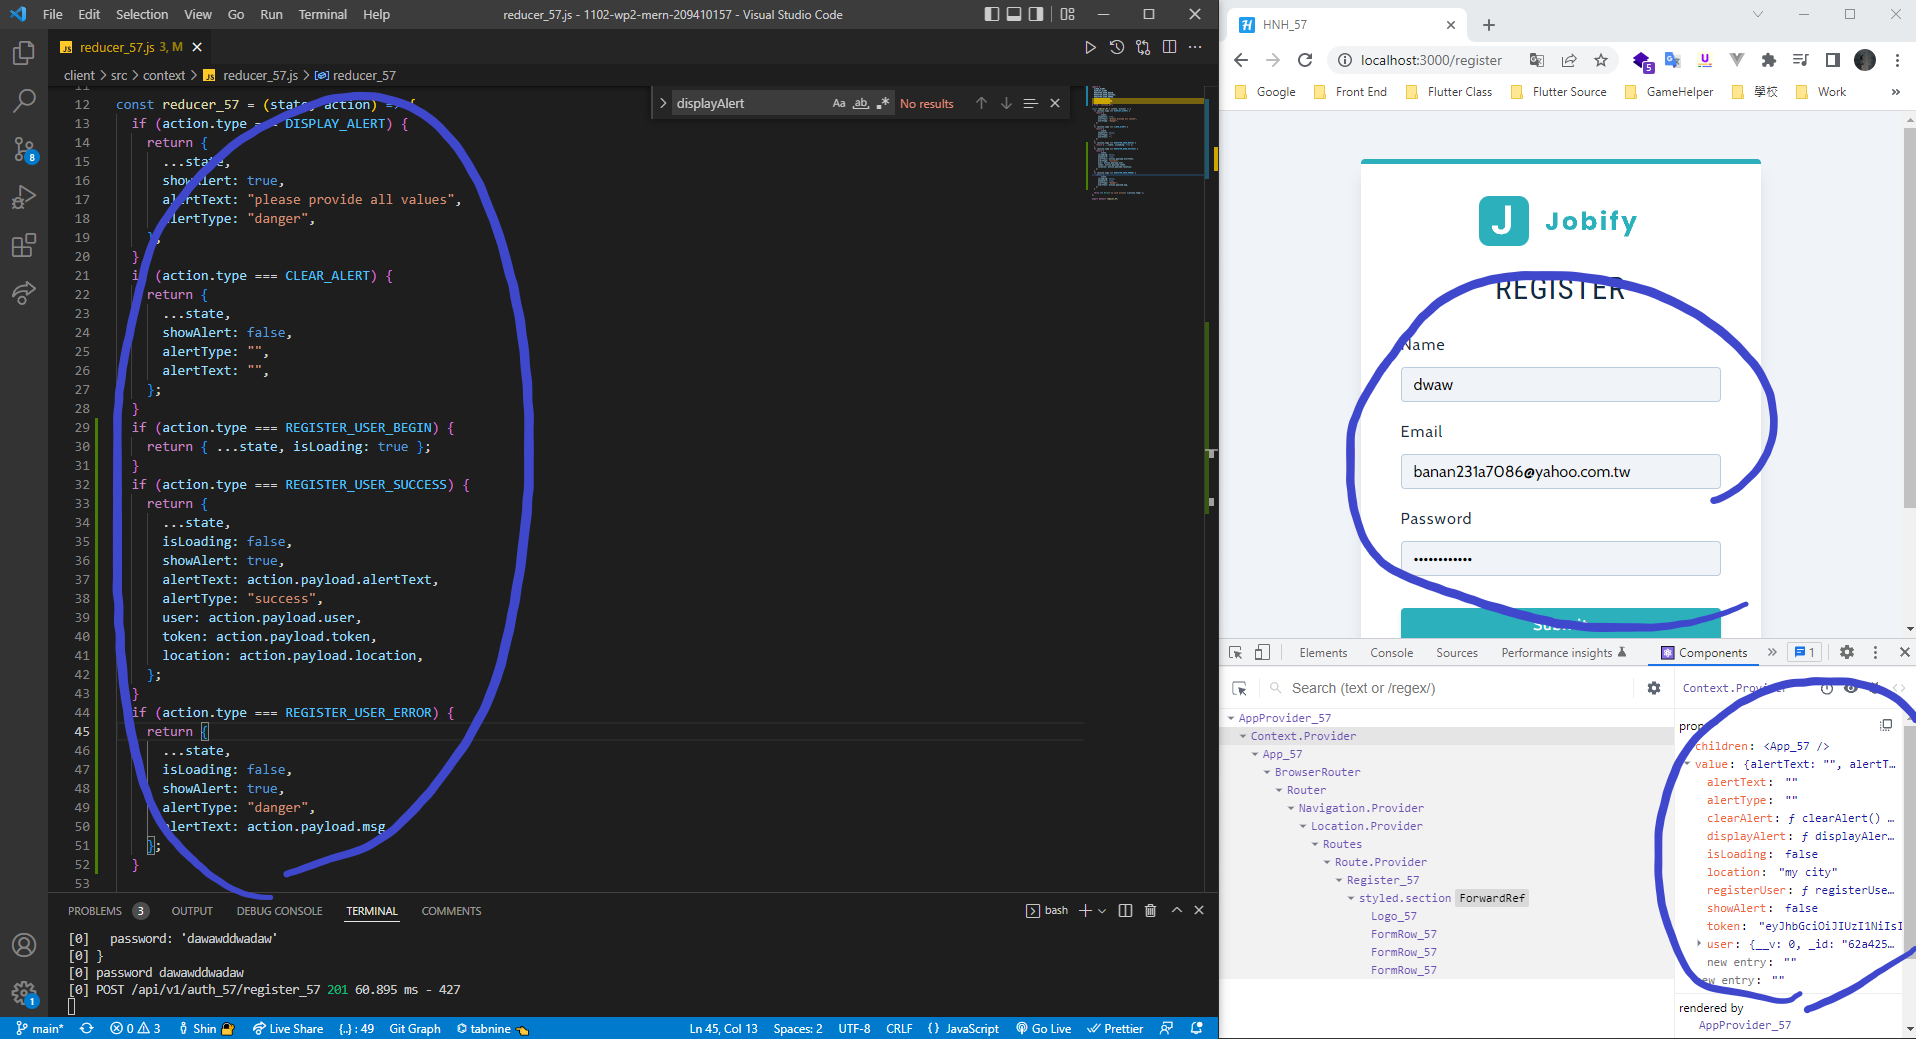 File Edit Selection View Go Run Terminal Help
reducer_57.js - 1102-wp2-mern-209410157 - Visual Studio Code
reducer_57.js 3, M
client > src > context > reducer_57.js > reducer_57
displayAlert Aa ab No results
11
12 const reducer_57 = (state, action) => {
13 if (action.type === DISPLAY_ALERT) {
14 return {
15 ...state,
16 showAlert: true,
17 alertText: "please provide all values",
18 alertType: "danger",
19 };
20 }
21 if (action.type === CLEAR_ALERT) {
22 return {
23 ...state,
24 showAlert: false,
25 alertType: "",
26 alertText: "",
27 };
28 }
29 if (action.type === REGISTER_USER_BEGIN) {
30 return { ...state, isLoading: true };
31 }
32 if (action.type === REGISTER_USER_SUCCESS) {
33 return {
34 ...state,
35 isLoading: false,
36 showAlert: true,
37 alertText: action.payload.alertText,
38 alertType: "success",
39 user: action.payload.user,
40 token: action.payload.token,
41 location: action.payload.location,
42 };
43 }
44 if (action.type === REGISTER_USER_ERROR) {
45 return {
46 ...state,
47 isLoading: false,
48 showAlert: true,
49 alertType: "danger",
50 alertText: action.payload.msg
51 };
52 }
53
8
1
PROBLEMS 3 OUTPUT DEBUG CONSOLE TERMINAL COMMENTS
bash
[0] password: 'dawawddwadaw'
[0] }
[0] password dawawddwadaw
[0] POST /api/v1/auth_57/register_57 201 60.895 ms - 427
main* 0 3 Shin Live Share {..} : 49 Git Graph tabnine
Ln 45, Col 13 Spaces: 2 UTF-8 CRLF {} JavaScript Go Live Prettier
HNH_57
localhost:3000/register
5
Google Front End Flutter Class Flutter Source GameHelper 學校 Work »
J Jobify
REGISTER
Name
dwaw
Email
banan231a7086@yahoo.com.tw
Password
••••••••••••
Submit
Elements Console Sources Performance insights Components » 1
Search (text or /regex/)
AppProvider_57
Context.Provider
App_57
BrowserRouter
Router
Navigation.Provider
Location.Provider
Routes
Route.Provider
Register_57
styled.section ForwardRef
Logo_57
FormRow_57
FormRow_57
FormRow_57
Context.Provider
props
children: <App_57 />
value: {alertText: "", alertT…
alertText: ""
alertType: ""
clearAlert: ƒ clearAlert() …
displayAlert: ƒ displayAler…
isLoading: false
location: "my city"
registerUser: ƒ registerUse…
showAlert: false
token: "eyJhbGciOiJIUzI1NiIsI
user: {__v: 0, _id: "62a425…
new entry: ""
new entry: ""
rendered by
AppProvider_57